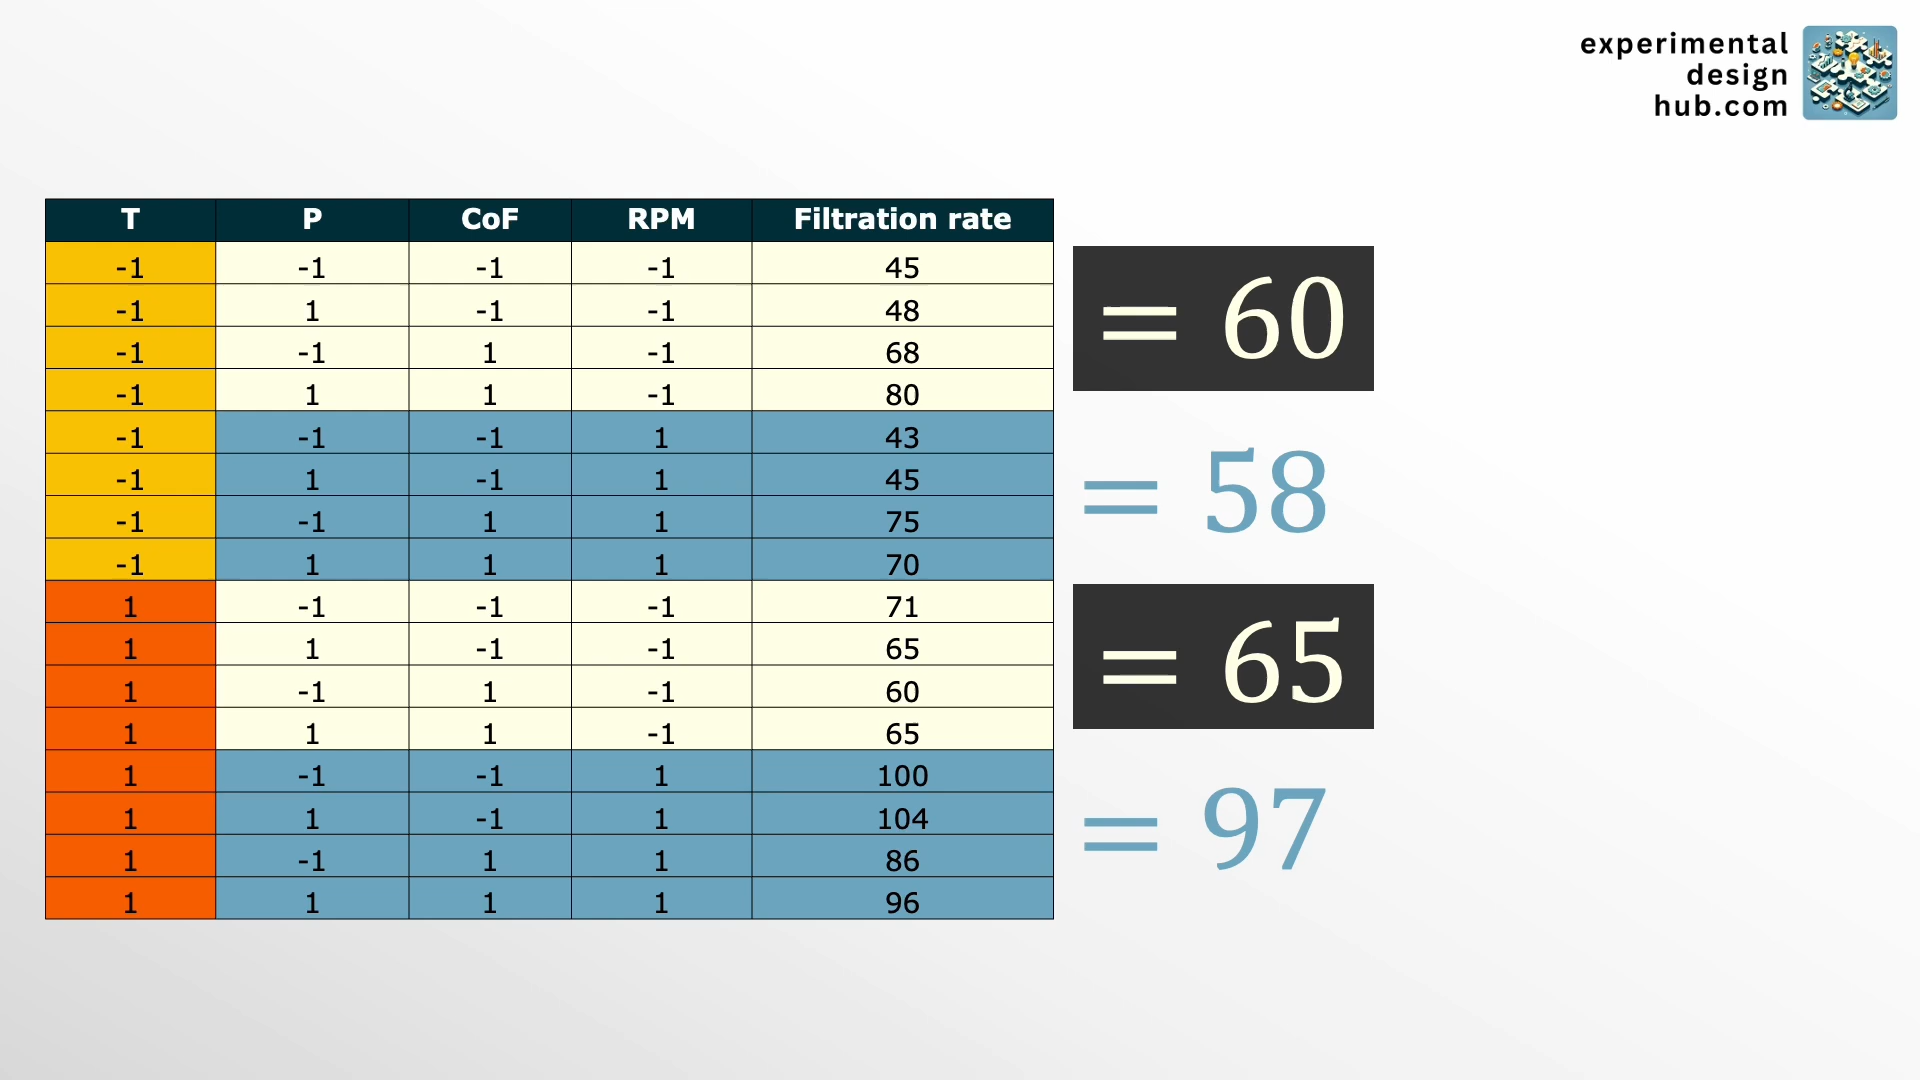 experimental
design
hub.com
T P CoF RPM Filtration rate
-1 -1 -1 -1 45
-1 1 -1 -1 48
-1 -1 1 -1 68
-1 1 1 -1 80
-1 -1 -1 1 43
-1 1 -1 1 45
-1 -1 1 1 75
-1 1 1 1 70
1 -1 -1 -1 71
1 1 -1 -1 65
1 -1 1 -1 60
1 1 1 -1 65
1 -1 -1 1 100
1 1 -1 1 104
1 -1 1 1 86
1 1 1 1 96
= 60
= 58
= 65
= 97